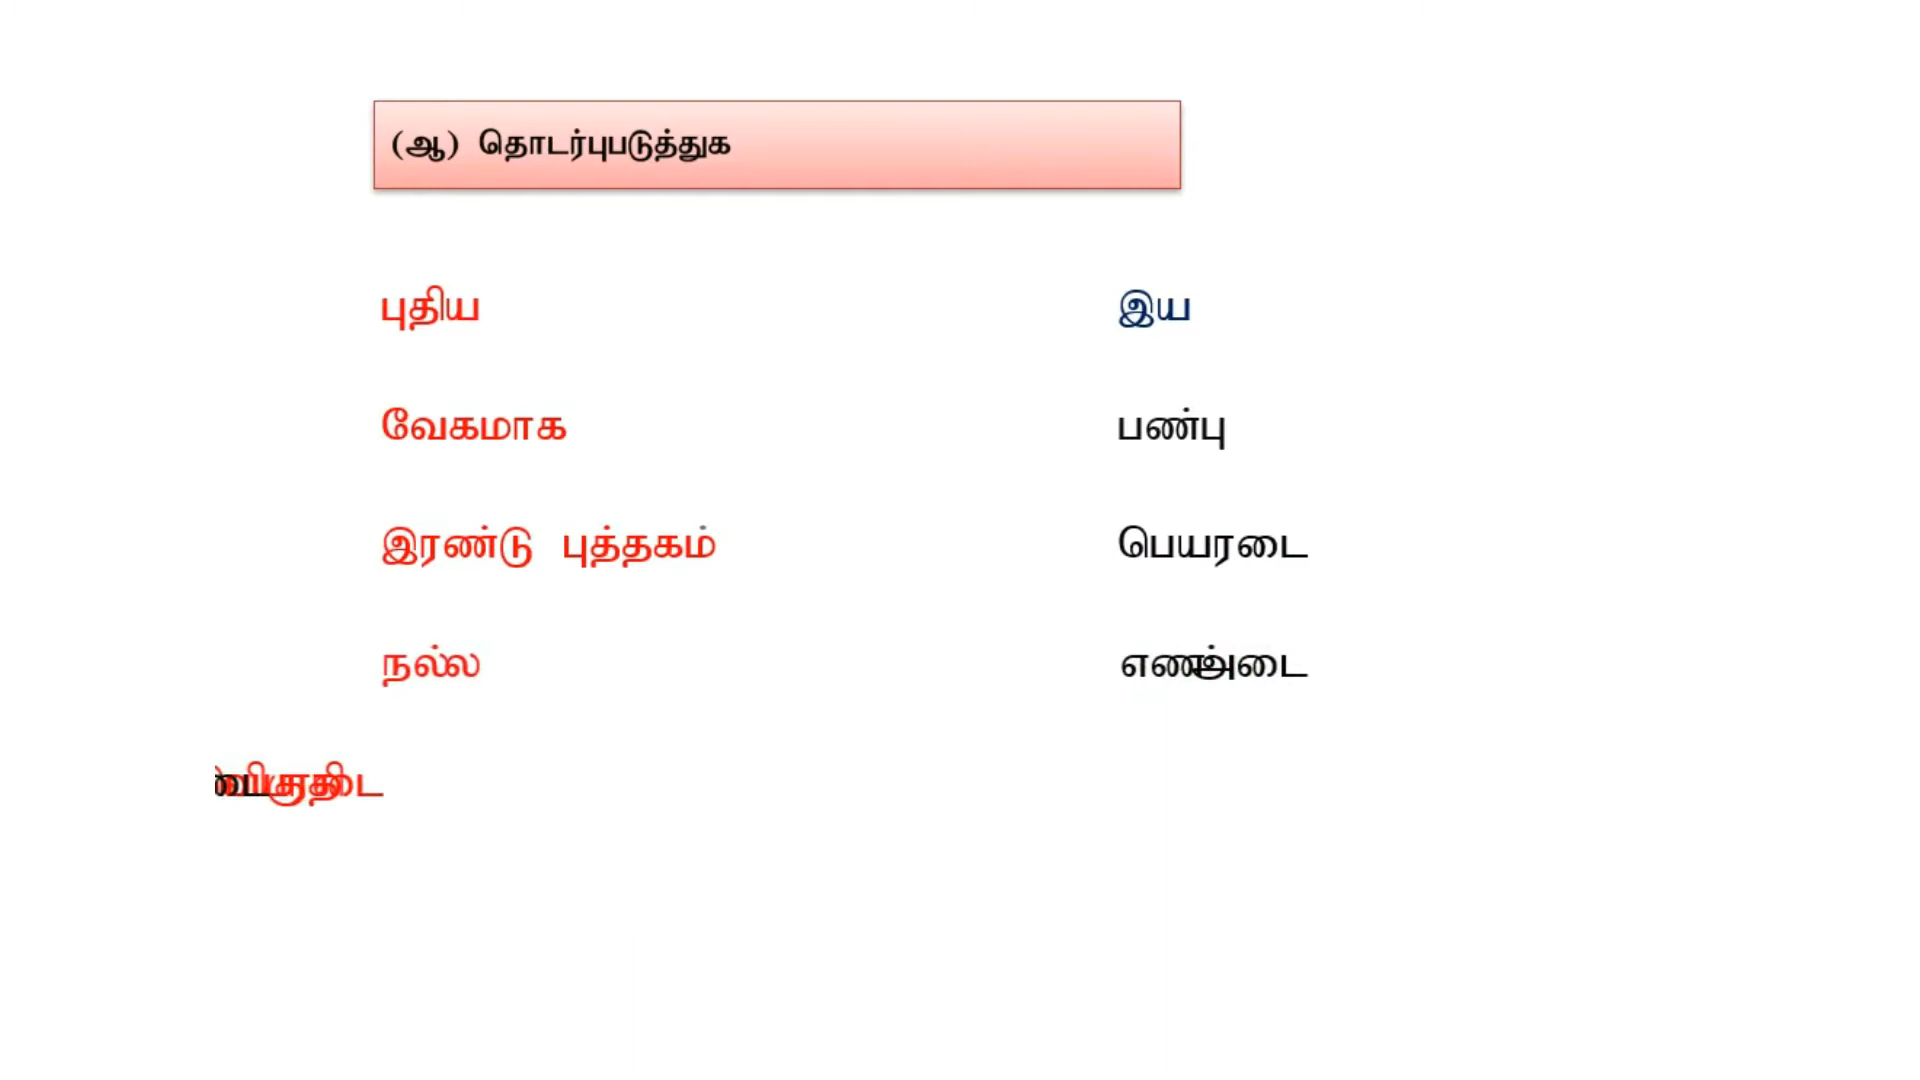 (ஆ) தொடர்புபடுத்துக
புதிய இய
வேகமாக பண்பு
இரண்டு புத்தகம் பெயரடை
நல்ல